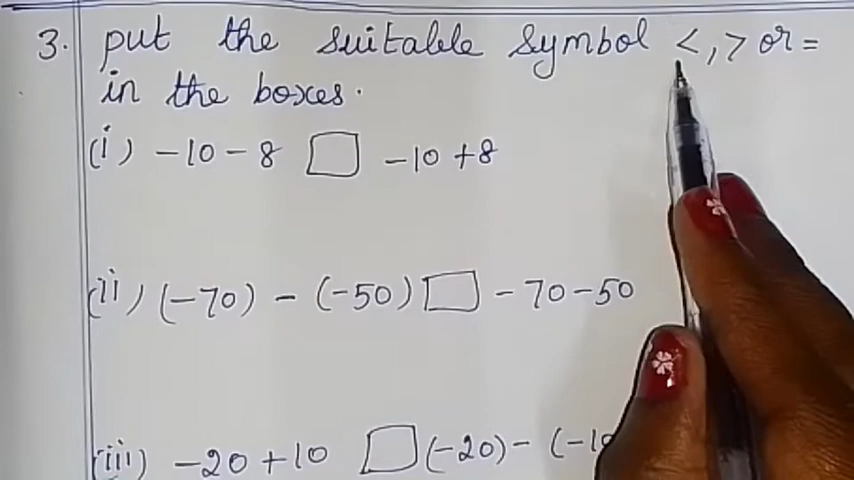 3. put the suitable symbol <, > or =
in the boxes.
(i) -10 - 8 □ -10 + 8
(ii) (-70) - (-50) □ - 70 - 50
(iii) -20 + 10 □ (-20) - (-10